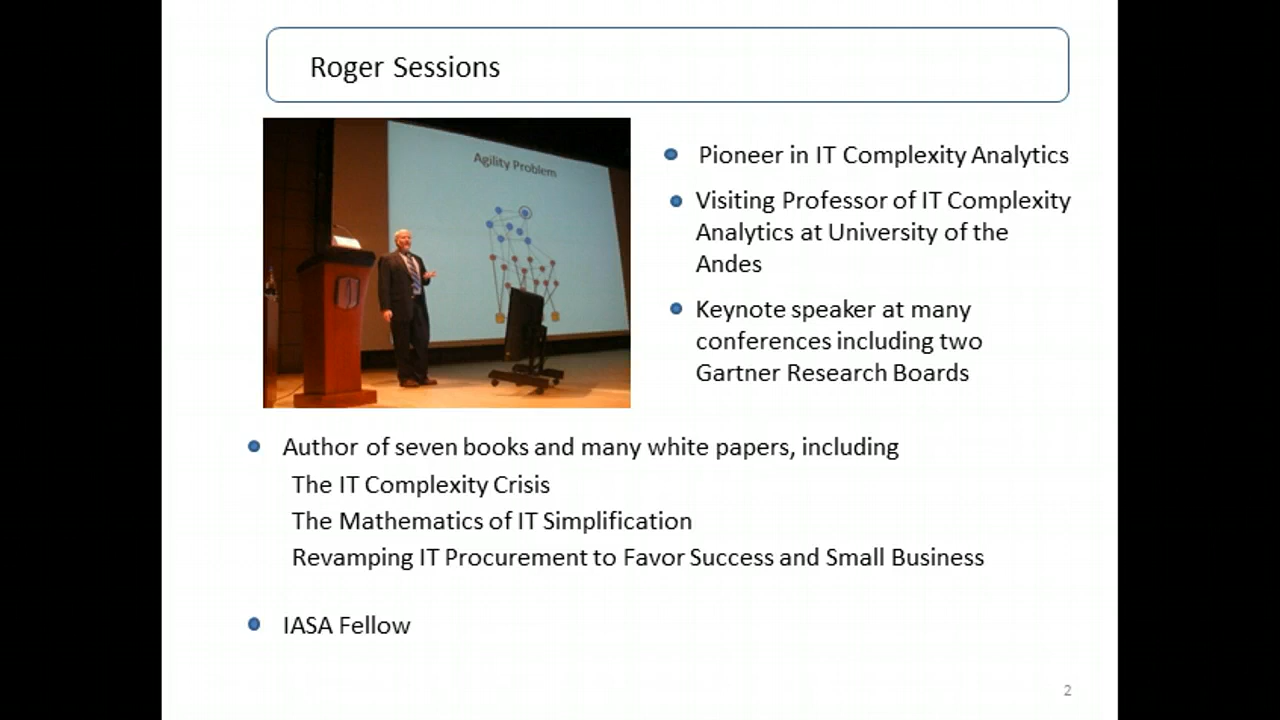 Roger Sessions
Agility Problem
Pioneer in IT Complexity Analytics
Visiting Professor of IT Complexity
Analytics at University of the
Andes
Keynote speaker at many
conferences including two
Gartner Research Boards
Author of seven books and many white papers, including
The IT Complexity Crisis
The Mathematics of IT Simplification
Revamping IT Procurement to Favor Success and Small Business
IASA Fellow
2